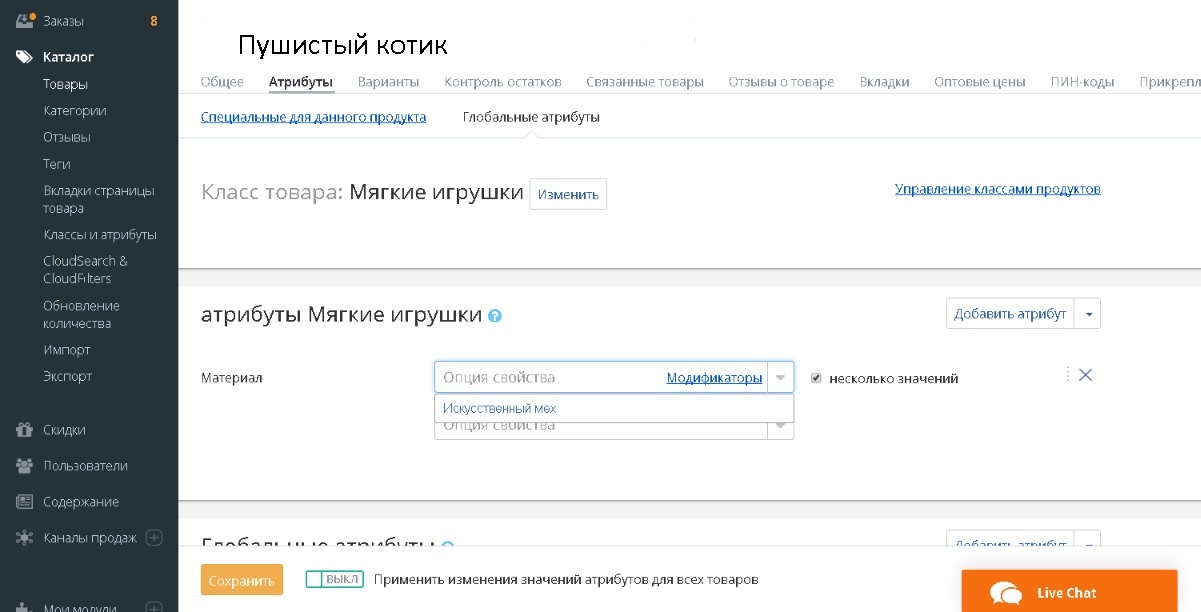 Заказы 8
Каталог
Товары
Категории
Отзывы
Теги
Вкладки страницы
товара
Классы и атрибуты
CloudSearch &
CloudFilters
Обновление
количества
Импорт
Экспорт
Скидки
Пользователи
Содержание
Каналы продаж
Мои модули
Пушистый котик
Общее Атрибуты Варианты Контроль остатков Связанные товары Отзывы о товаре Вкладки Оптовые цены ПИН-коды Прикрепл
Специальные для данного продукта Глобальные атрибуты
Класс товара: Мягкие игрушки Изменить Управление классами продуктов
атрибуты Мягкие игрушки ? Добавить атрибут
Материал Опция свойства Модификаторы несколько значений
Искусственный мех
Опция свойства
Глобальные атрибуты Добавить атрибут
Сохранить ВЫКЛ Применить изменения значений атрибутов для всех товаров
Live Chat